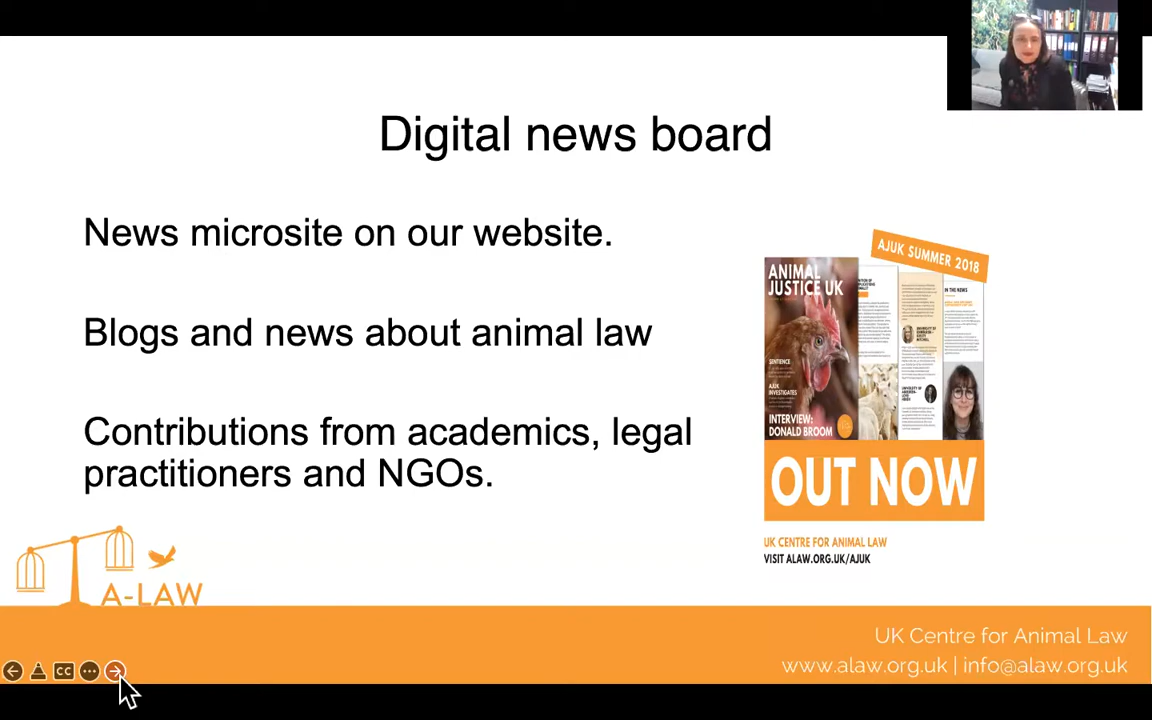 Digital news board
News microsite on our website.
Blogs and news about animal law
Contributions from academics, legal
practitioners and NGOs.
AJUK SUMMER 2018
ANIMAL
JUSTICE UK
IN THE NEWS
SENTIENCE
AJUK
INVESTIGATES
INTERVIEW:
DONALD BROOM
OUT NOW
UK CENTRE FOR ANIMAL LAW
VISIT ALAW.ORG.UK/AJUK
A-LAW
UK Centre for Animal Law
www.alaw.org.uk | info@alaw.org.uk
CC